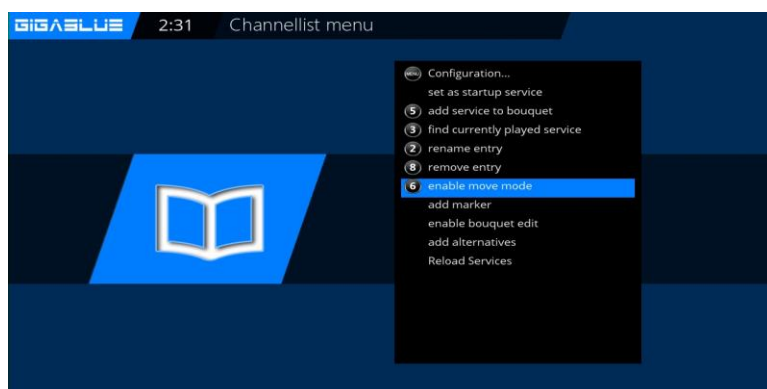 GIGABLUE 2:31 Channellist menu
MENU Configuration...
set as startup service
5 add service to bouquet
3 find currently played service
2 rename entry
8 remove entry
6 enable move mode
add marker
enable bouquet edit
add alternatives
Reload Services